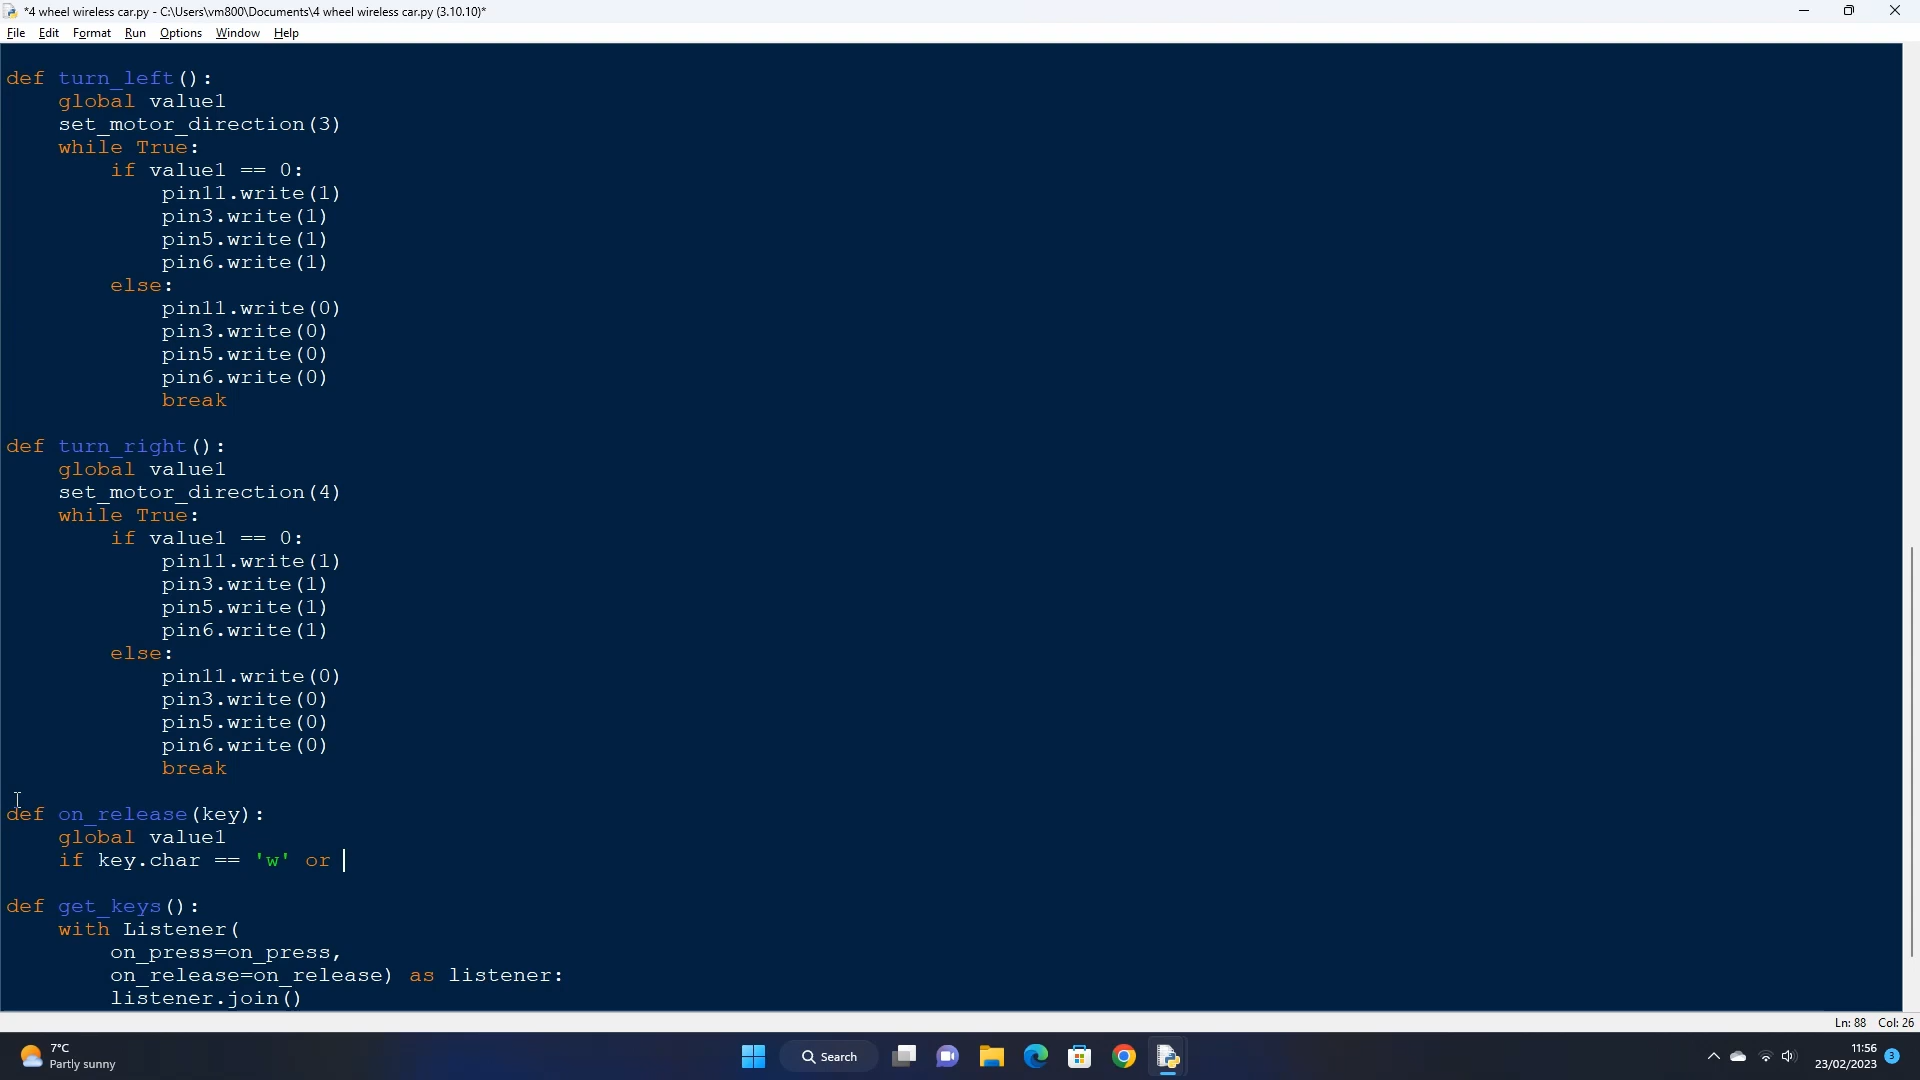 *4 wheel wireless car.py - C:\Users\vm800\Documents\4 wheel wireless car.py (3.10.10)*
File Edit Format Run Options Window Help
def turn_left():
    global value1
    set_motor_direction(3)
    while True:
        if value1 == 0:
            pin11.write(1)
            pin3.write(1)
            pin5.write(1)
            pin6.write(1)
        else:
            pin11.write(0)
            pin3.write(0)
            pin5.write(0)
            pin6.write(0)
            break
def turn_right():
    global value1
    set_motor_direction(4)
    while True:
        if value1 == 0:
            pin11.write(1)
            pin3.write(1)
            pin5.write(1)
            pin6.write(1)
        else:
            pin11.write(0)
            pin3.write(0)
            pin5.write(0)
            pin6.write(0)
            break
def on_release(key):
    global value1
    if key.char == 'w' or
def get_keys():
    with Listener(
        on_press=on_press,
        on_release=on_release) as listener:
        listener.join()
Ln: 88 Col: 26
7°C
Partly sunny
Search
11:56
23/02/2023
3